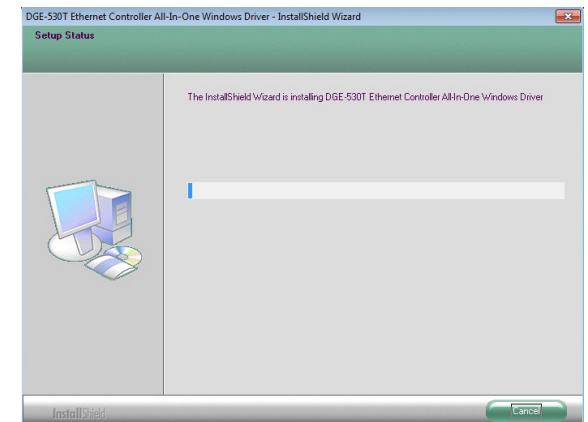 DGE-530T Ethernet Controller All-In-One Windows Driver - InstallShield Wizard
Setup Status
The InstallShield Wizard is installing DGE-530T Ethernet Controller All-In-One Windows Driver
InstallShield
Cancel